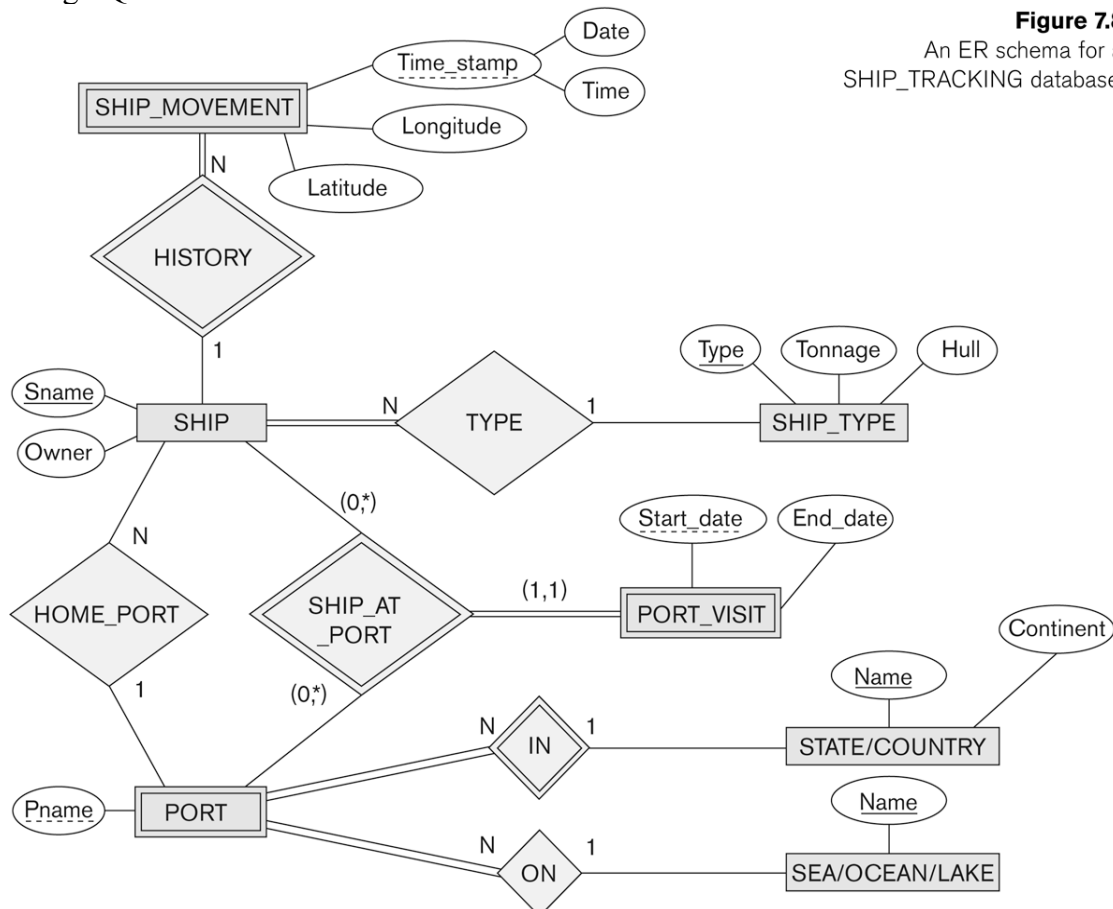 Figure 7.8
An ER schema for a
SHIP_TRACKING database
Date
Time_stamp
Time
SHIP_MOVEMENT
Longitude
N
Latitude
HISTORY
1
Type
Tonnage
Hull
Sname
N
1
SHIP
TYPE
SHIP_TYPE
Owner
(0,*)
Start_date
End_date
N
HOME_PORT
SHIP_AT
_PORT
(1,1)
PORT_VISIT
Continent
1
(0,*)
Name
N
1
IN
STATE/COUNTRY
Pname
PORT
Name
N
1
ON
SEA/OCEAN/LAKE